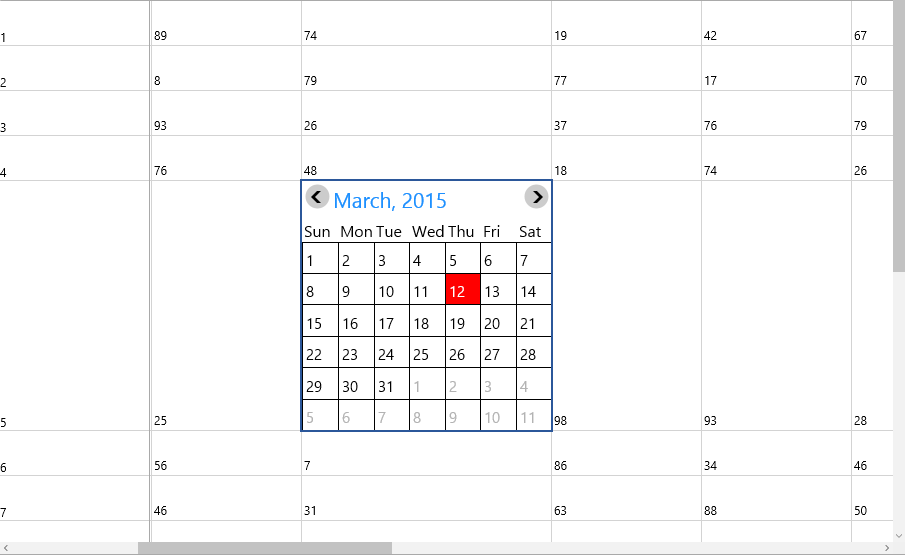 1 89 74 19 42 67
2 8 79 77 17 70
3 93 26 37 76 79
4 76 48 18 74 26
March, 2015
Sun Mon Tue Wed Thu Fri Sat
1 2 3 4 5 6 7
8 9 10 11 12 13 14
15 16 17 18 19 20 21
22 23 24 25 26 27 28
29 30 31 1 2 3 4
5 6 7 8 9 10 11
5 25 98 93 28
6 56 7 86 34 46
7 46 31 63 88 50